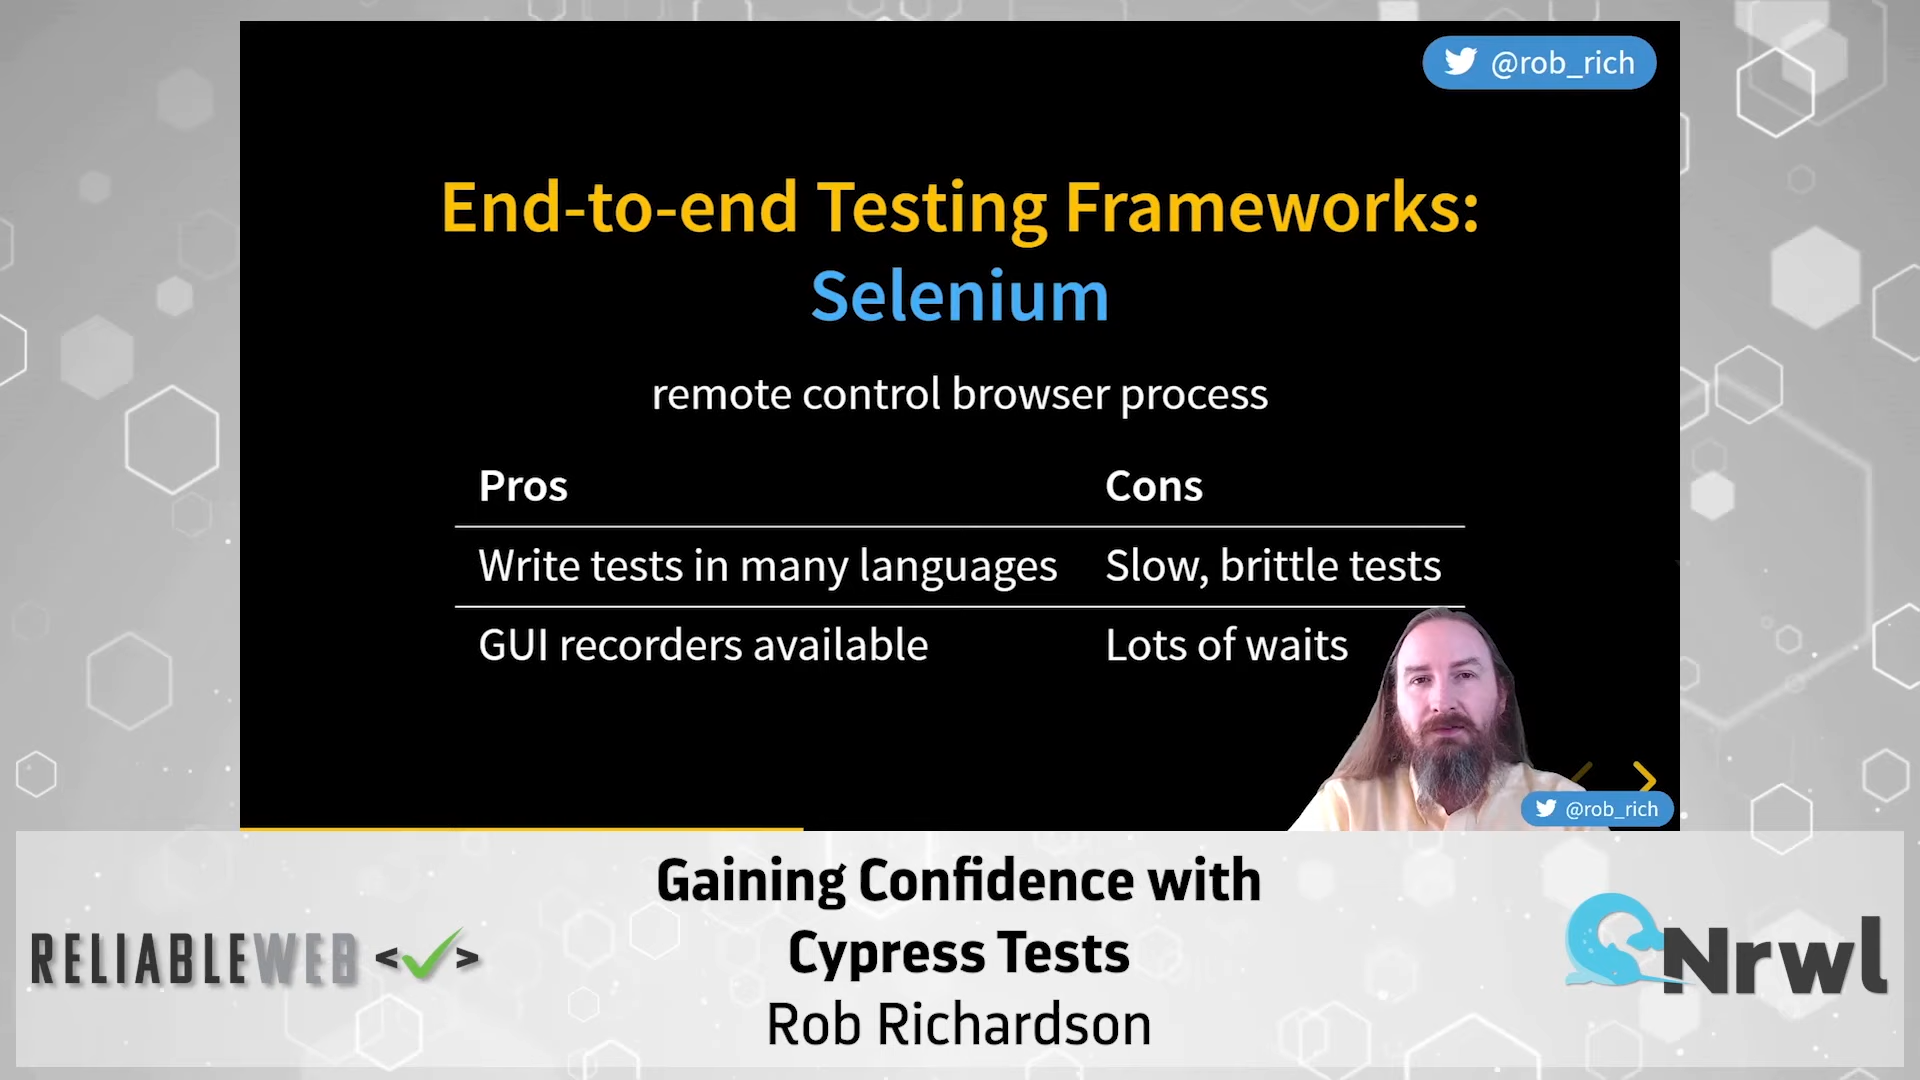 @rob_rich
End-to-end Testing Frameworks:
Selenium
remote control browser process
Pros Cons
Write tests in many languages Slow, brittle tests
GUI recorders available Lots of waits
@rob_rich
Gaining Confidence with
Cypress Tests
Rob Richardson
RELIABLEWEB <✓>
Nrwl